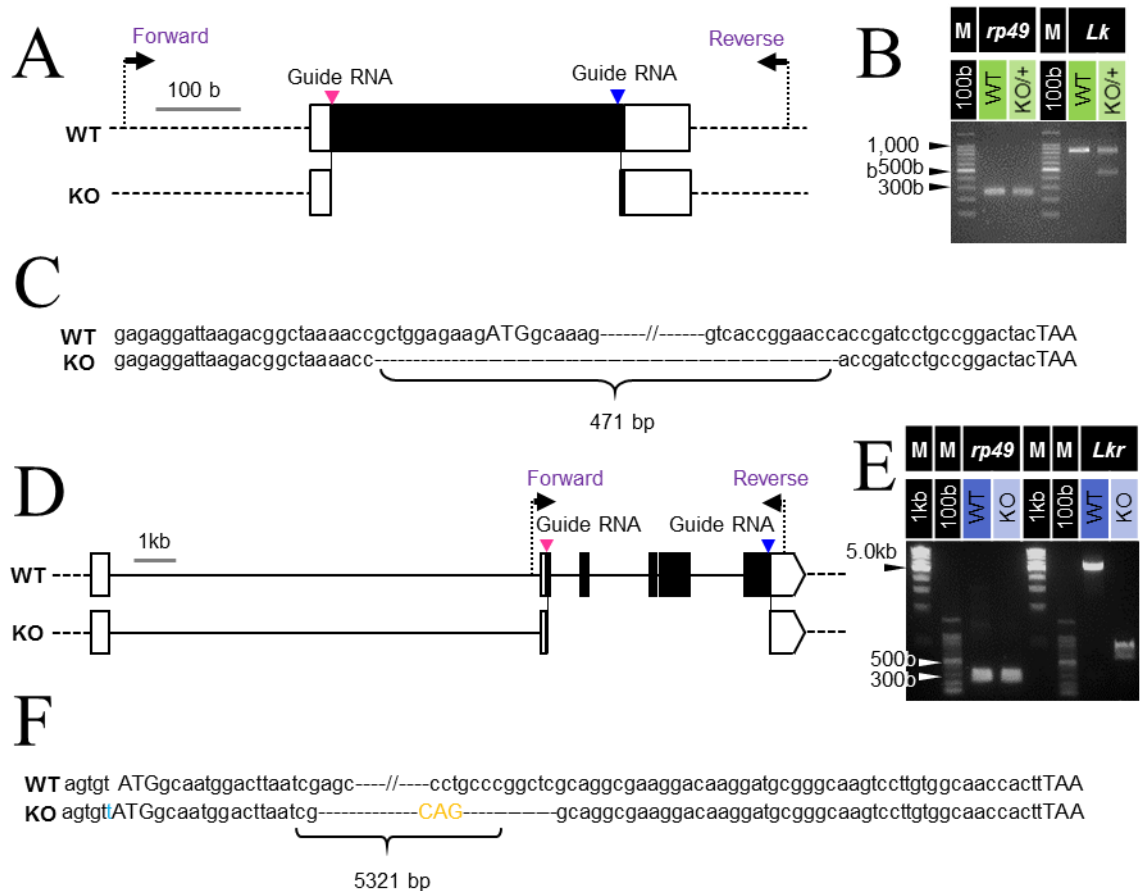 A
Forward
Reverse
Guide RNA
Guide RNA
100 b
WT
KO
B
M rp49 M Lk
100b WT KO/+ 100b WT KO/+
1,000
b 500b
300b
C
WT gagaggattaagacggctaaaaccgctggagaagATGgcaaag------//------gtcaccggaaccaccgatcctgccggactacTAA
KO gagaggattaagacggctaaaacc---------------------------------------------accgatcctgccggactacTAA
471 bp
D
Forward
Reverse
Guide RNA
Guide RNA
1kb
WT
KO
E
M M rp49 M M Lkr
1kb 100b WT KO 1kb 100b WT KO
5.0kb
500b
300b
F
WT agtgt ATGgcaatggacttaatcgagc----//----cctgcccggctcgcaggcgaaggacaaggatgcgggcaagtccttgtggcaaccactttTAA
KO agtgttATGgcaatggacttaatcg-------------CAG------------gcaggcgaaggacaaggatgcgggcaagtccttgtggcaaccactttTAA
5321 bp